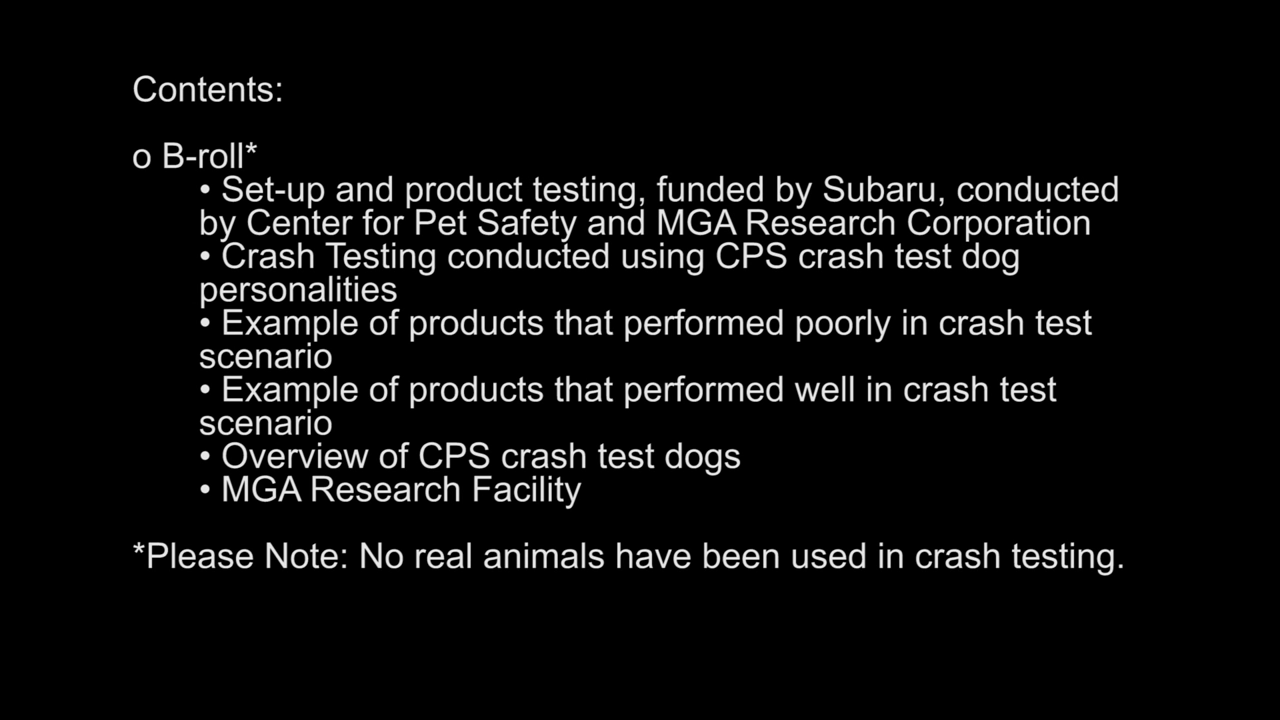 Contents:
o B-roll*
• Set-up and product testing, funded by Subaru, conducted
by Center for Pet Safety and MGA Research Corporation
• Crash Testing conducted using CPS crash test dog
personalities
• Example of products that performed poorly in crash test
scenario
• Example of products that performed well in crash test
scenario
• Overview of CPS crash test dogs
• MGA Research Facility
*Please Note: No real animals have been used in crash testing.